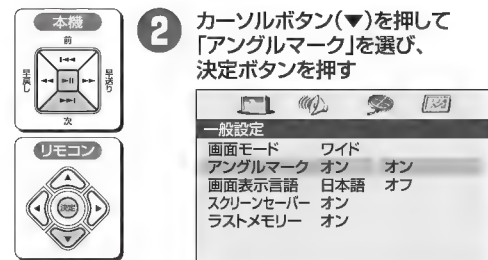 本機
前
早戻し
早送り
次
リモコン
決定
2
カーソルボタン(▼)を押して
「アングルマーク」を選び、
決定ボタンを押す
一般設定
画面モード ワイド
アングルマーク オン オン
画面表示言語 日本語 オフ
スクリーンセーバー オン
ラストメモリー オン